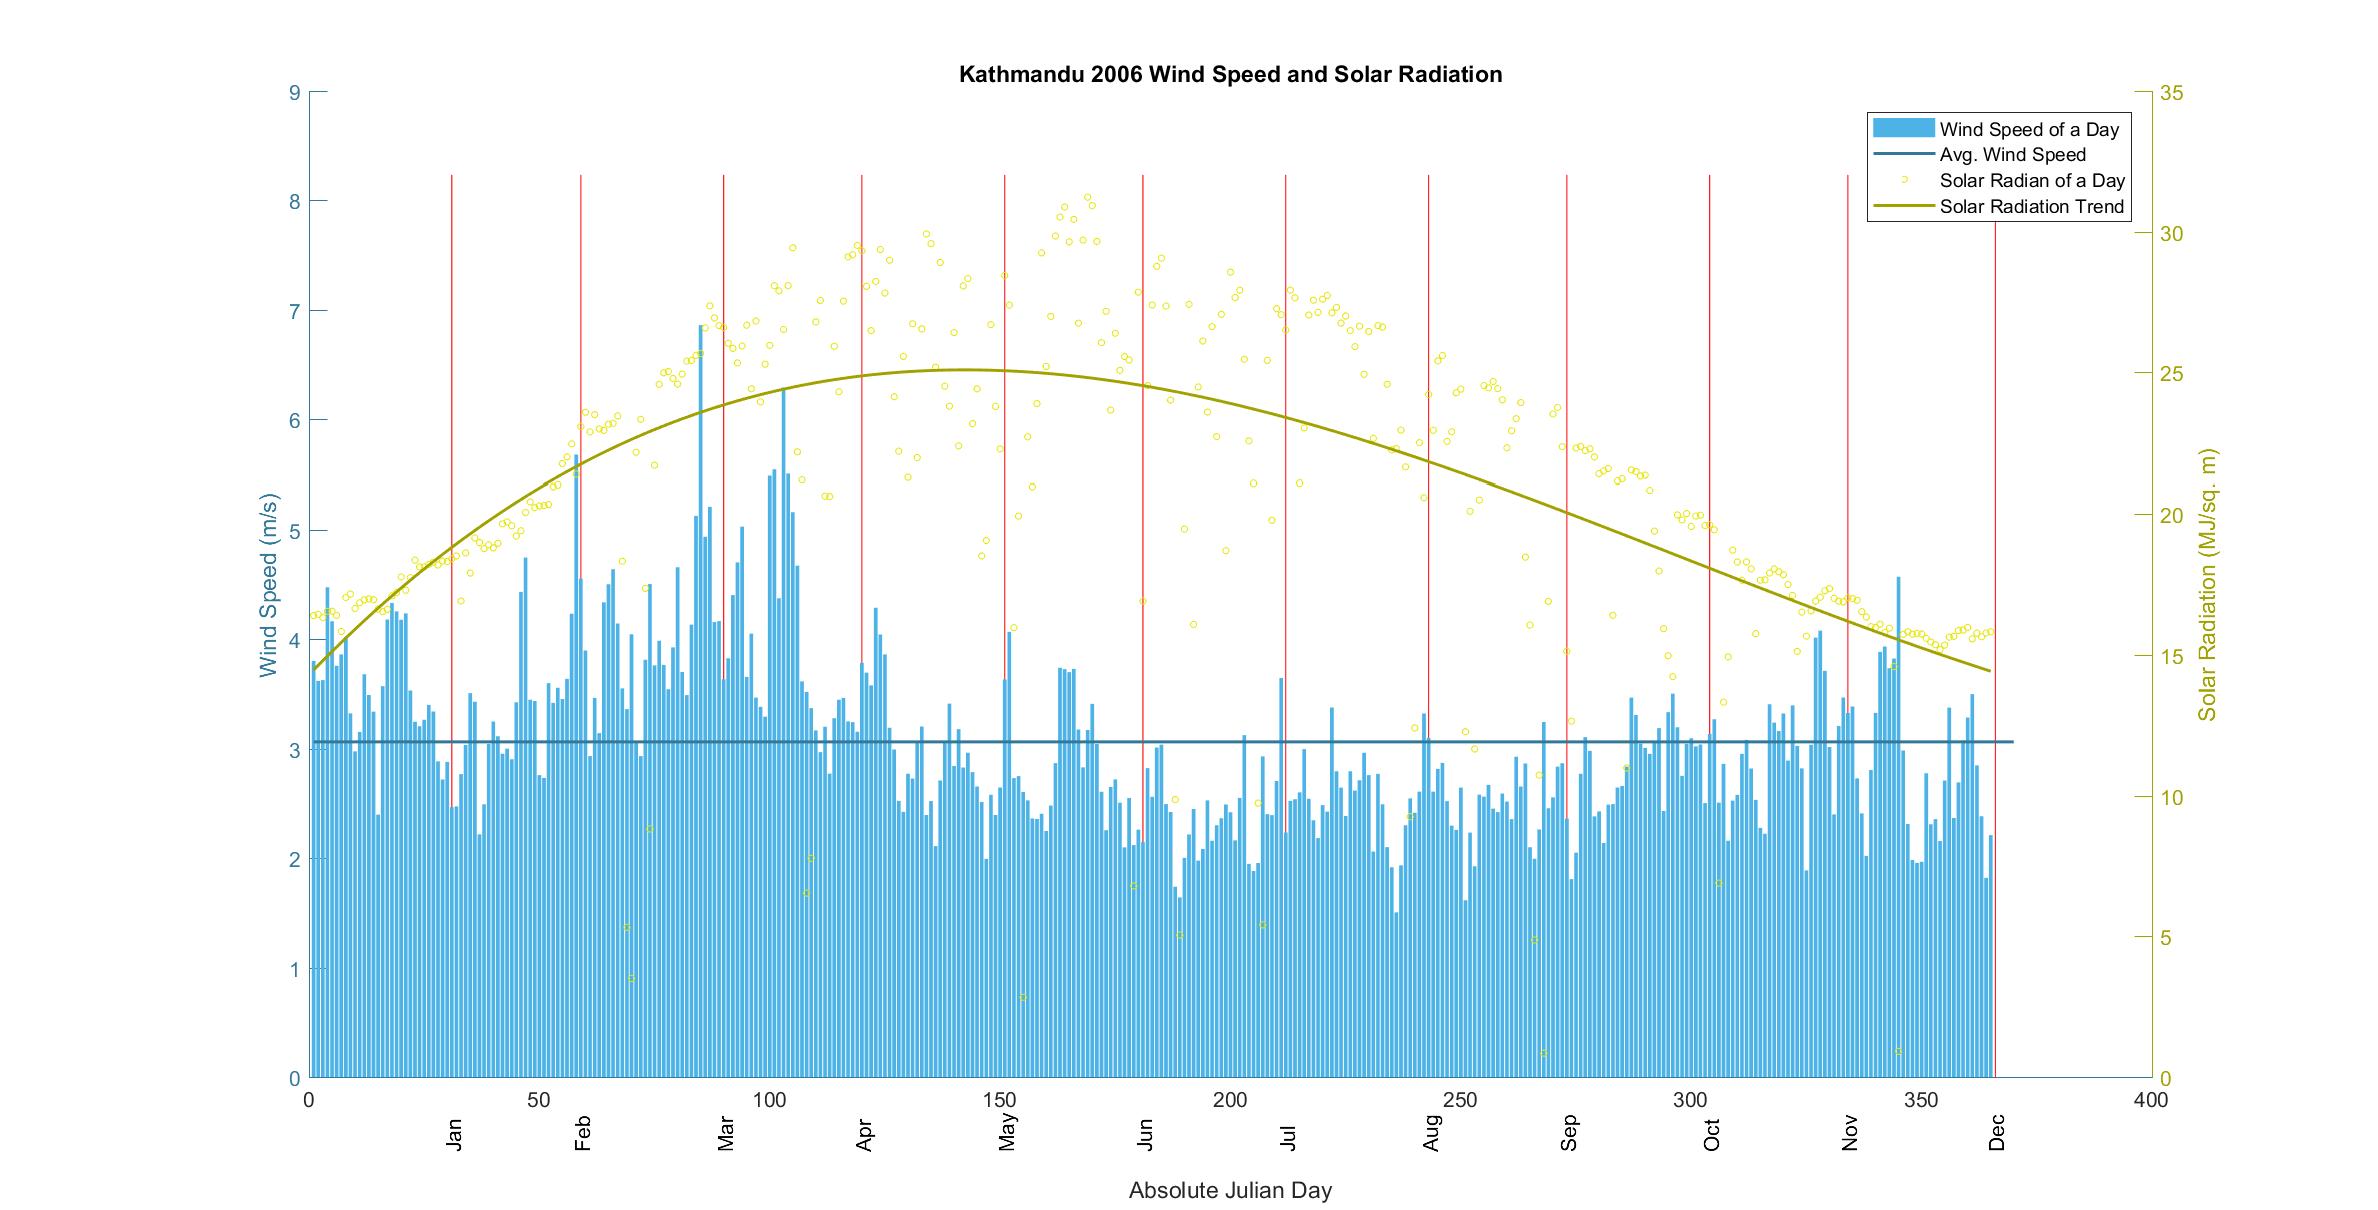 Kathmandu 2006 Wind Speed and Solar Radiation
Wind Speed of a Day
Avg. Wind Speed
Solar Radian of a Day
Solar Radiation Trend
Wind Speed (m/s)
9
8
7
6
5
4
3
2
1
0
Solar Radiation (MJ/sq. m)
35
30
25
20
15
10
5
0
0 50 100 150 200 250 300 350 400
Jan Feb Mar Apr May Jun Jul Aug Sep Oct Nov Dec
Absolute Julian Day